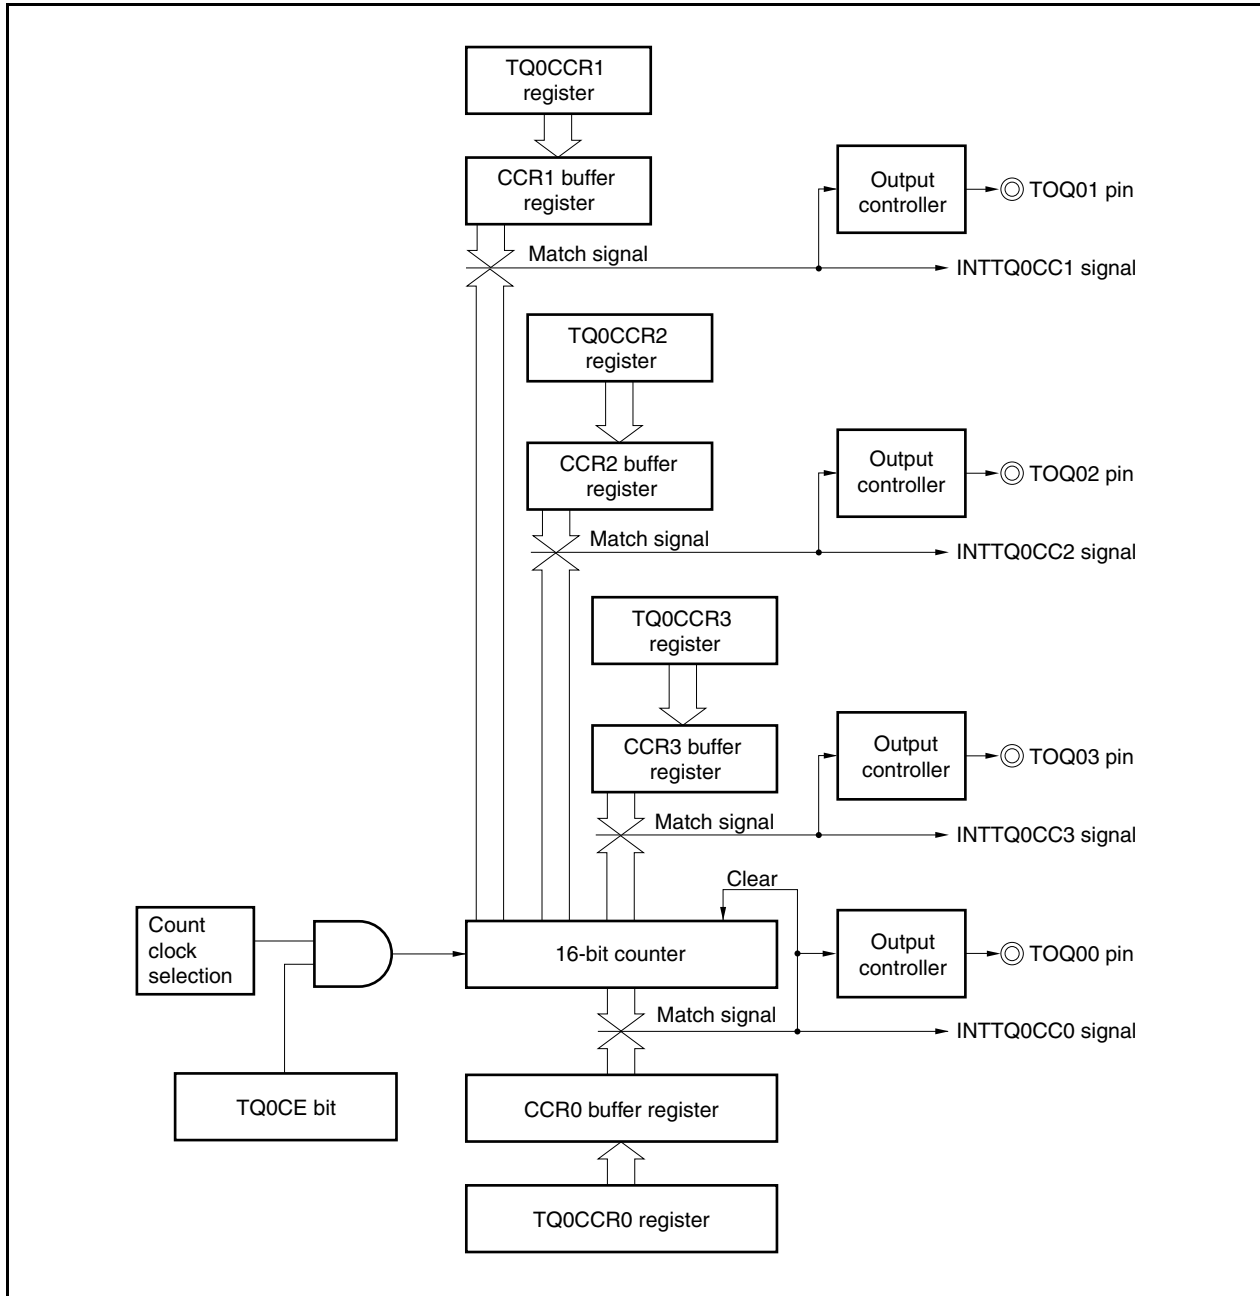 TQ0CCR1
register
CCR1 buffer
register
Output
controller
TOQ01 pin
Match signal
INTTQ0CC1 signal
TQ0CCR2
register
CCR2 buffer
register
Output
controller
TOQ02 pin
Match signal
INTTQ0CC2 signal
TQ0CCR3
register
CCR3 buffer
register
Output
controller
TOQ03 pin
Match signal
INTTQ0CC3 signal
Clear
Count
clock
selection
16-bit counter
Output
controller
TOQ00 pin
Match signal
INTTQ0CC0 signal
TQ0CE bit
CCR0 buffer register
TQ0CCR0 register